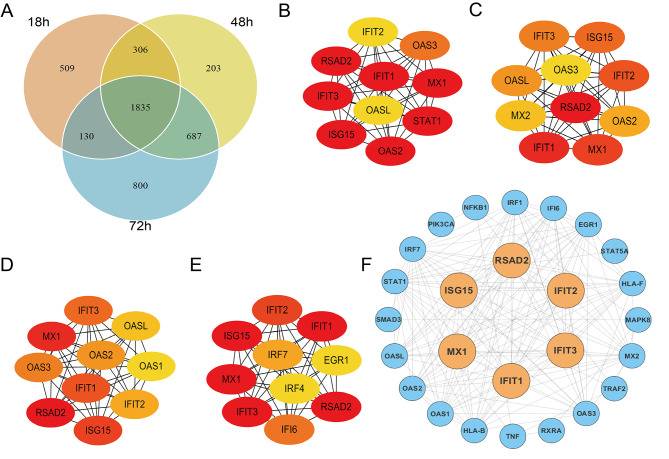 A
18h
48h
306
509
203
1835
130
687
800
72h
B
IFIT2
OAS3
RSAD2
IFIT1
MX1
IFIT3
OASL
STAT1
ISG15
OAS2
C
IFIT3
ISG15
OASL
OAS3
IFIT2
MX2
RSAD2
OAS2
IFIT1
MX1
D
IFIT3
OASL
MX1
OAS2
OAS3
OAS1
IFIT1
RSAD2
IFIT2
ISG15
E
IFIT2
ISG15
IFIT1
IRF7
EGR1
MX1
IRF4
IFIT3
RSAD2
IFI6
F
IRF1
NFKB1
IFI6
PIK3CA
EGR1
IRF7
STAT5A
RSAD2
STAT1
HLA-F
ISG15
IFIT2
SMAD3
MAPK8
OASL
MX1
IFIT3
MX2
OAS2
IFIT1
TRAF2
OAS1
OAS3
HLA-B
TNF
RXRA